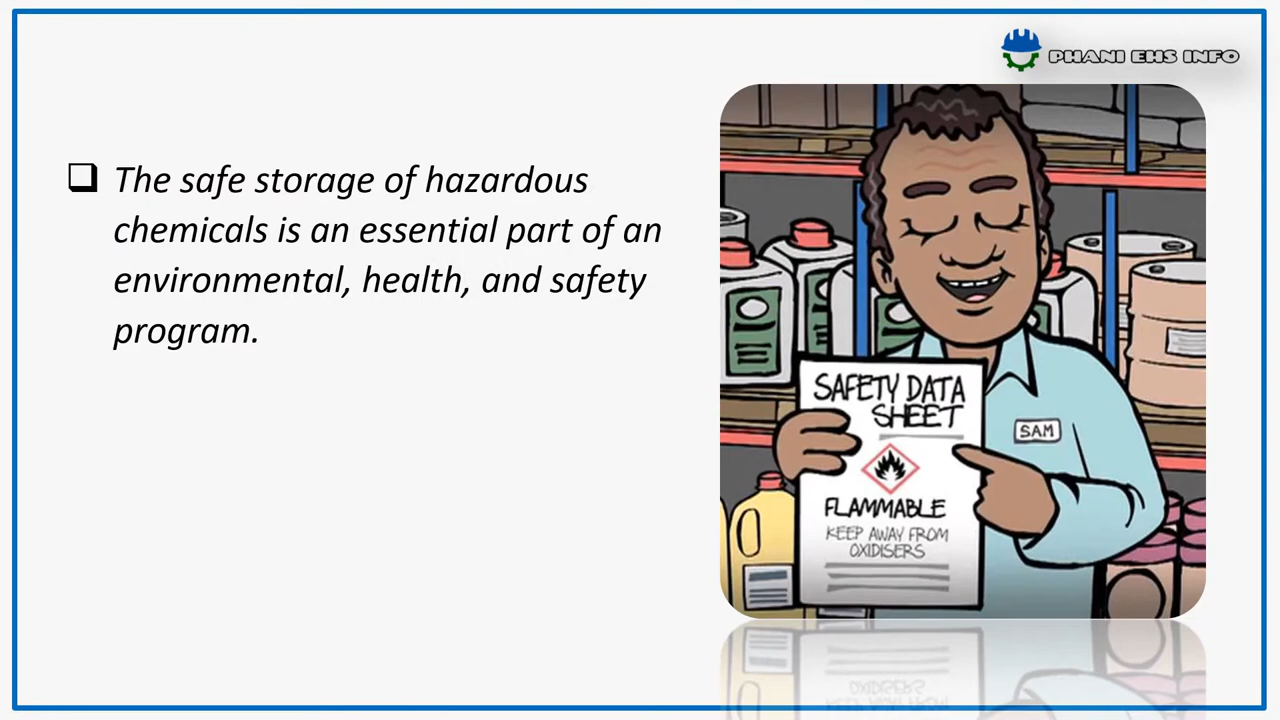 PHANI EHS INFO
The safe storage of hazardous
chemicals is an essential part of an
environmental, health, and safety
program.
SAFETY DATA
SHEET
SAM
FLAMMABLE
KEEP AWAY FROM
OXIDISERS